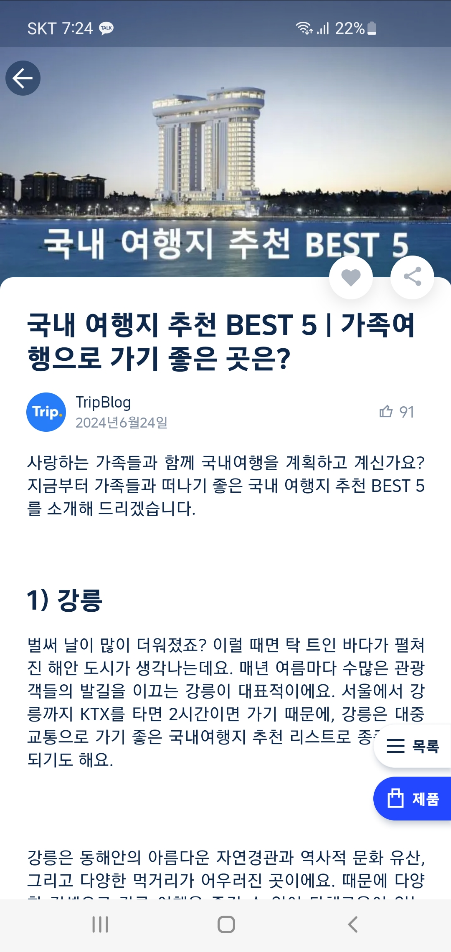 SKT 7:24 TALK 22%
국내 여행지 추천 BEST 5
국내 여행지 추천 BEST 5 | 가족여
행으로 가기 좋은 곳은?
Trip.
TripBlog
2024년6월24일
91
사랑하는 가족들과 함께 국내여행을 계획하고 계신가요?
지금부터 가족들과 떠나기 좋은 국내 여행지 추천 BEST 5
를 소개해 드리겠습니다.
1) 강릉
벌써 날이 많이 더워졌죠? 이럴 때면 탁 트인 바다가 펼쳐
진 해안 도시가 생각나는데요. 매년 여름마다 수많은 관광
객들의 발길을 이끄는 강릉이 대표적이에요. 서울에서 강
릉까지 KTX를 타면 2시간이면 가기 때문에, 강릉은 대중
교통으로 가기 좋은 국내여행지 추천 리스트로
되기도 해요.
목록
제품
강릉은 동해안의 아름다운 자연경관과 역사적 문화 유산,
그리고 다양한 먹거리가 어우러진 곳이에요. 때문에 다양